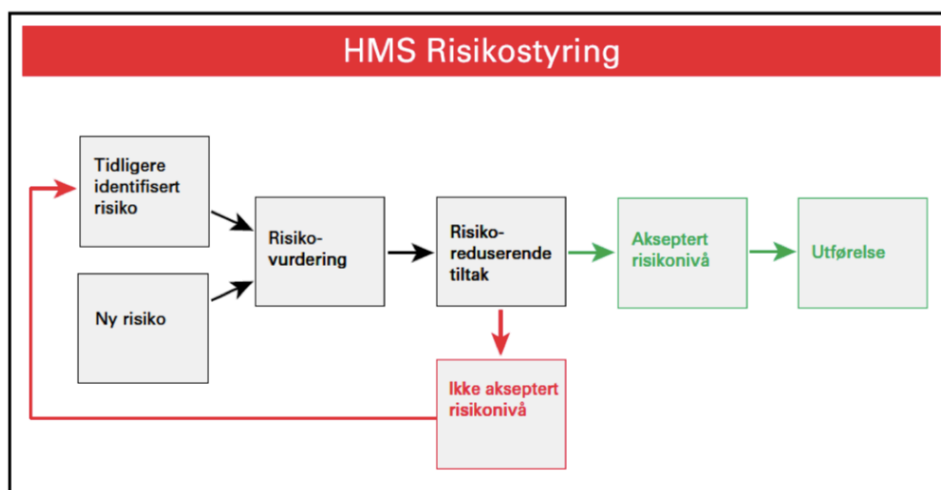 HMS Risikostyring
Tidligere
identifisert
risiko
Ny risiko
Risiko-
vurdering
Risiko-
reduserende
tiltak
Akseptert
risikonivå
Utførelse
Ikke akseptert
risikonivå